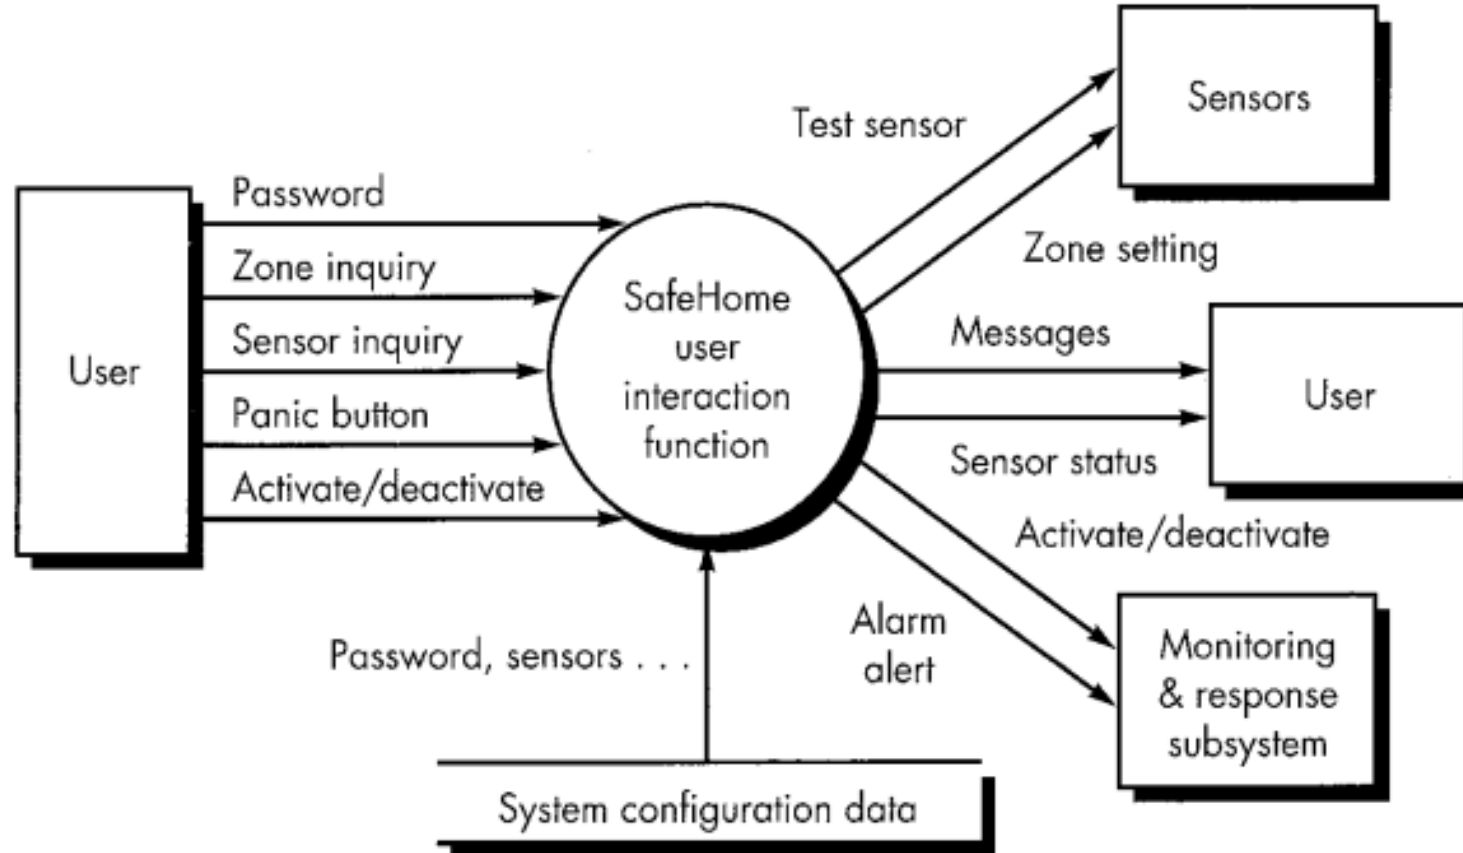 Test sensor
Sensors
Password
Zone inquiry
Sensor inquiry
Panic button
Activate/deactivate
User
SafeHome
user
interaction
function
Zone setting
Messages
User
Sensor status
Activate/deactivate
Alarm
alert
Password, sensors . . .
Monitoring
& response
subsystem
System configuration data